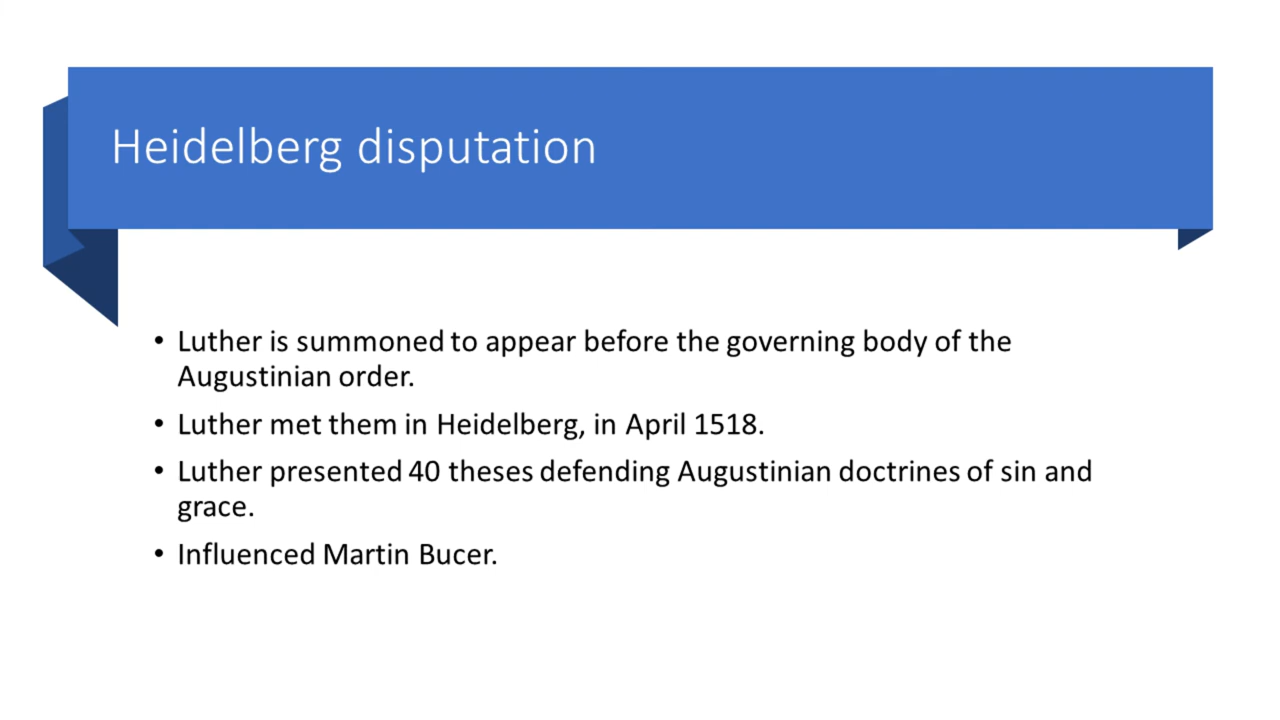 Heidelberg disputation
• Luther is summoned to appear before the governing body of the
Augustinian order.
• Luther met them in Heidelberg, in April 1518.
• Luther presented 40 theses defending Augustinian doctrines of sin and
grace.
• Influenced Martin Bucer.